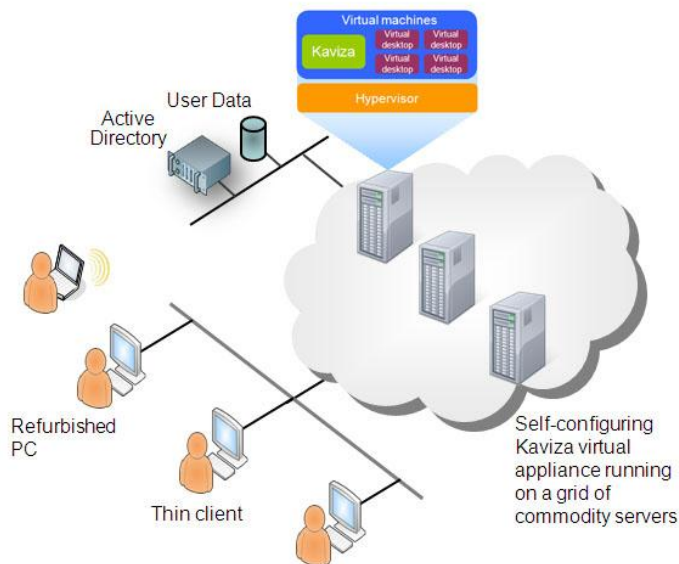 Virtual machines
Kaviza
Virtual
desktop
Virtual
desktop
Virtual
desktop
Virtual
desktop
Hypervisor
User Data
Active
Directory
Refurbished
PC
Thin client
Self-configuring
Kaviza virtual
appliance running
on a grid of
commodity servers